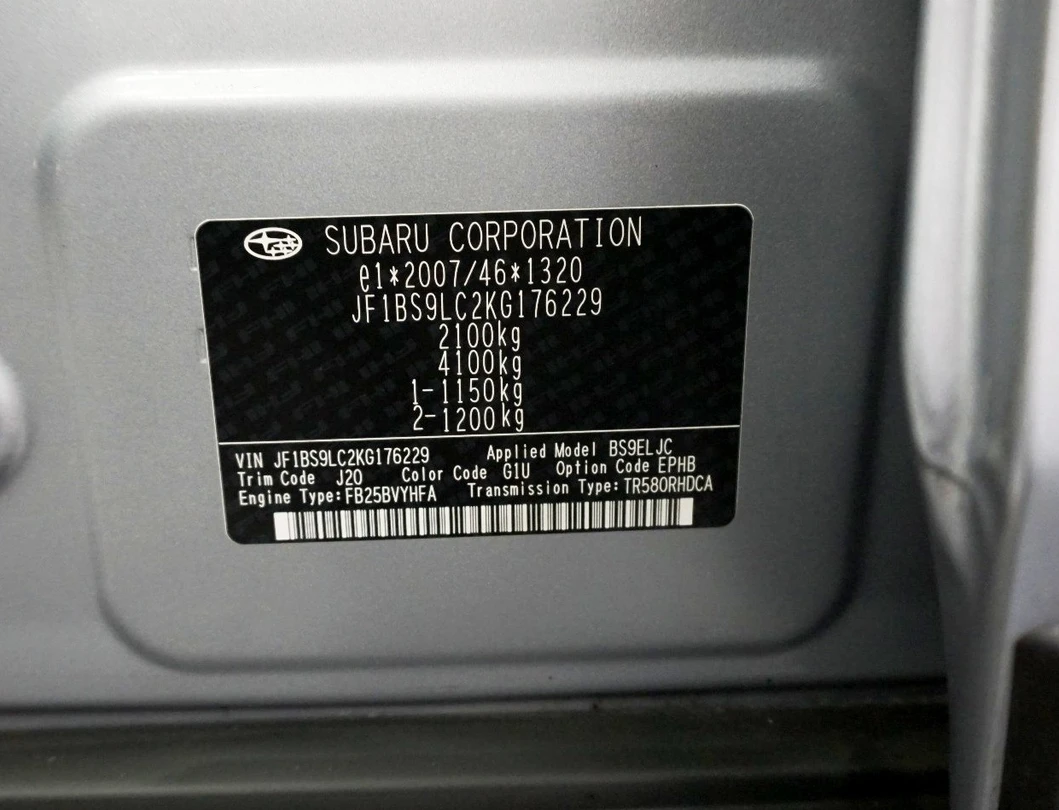 SUBARU CORPORATION
e1*2007/46*1320
JF1BS9LC2KG176229
2100kg
4100kg
1-1150kg
2-1200kg
VIN JF1BS9LC2KG176229 Applied Model BS9ELJC
Trim Code J20 Color Code G1U Option Code EPHB
Engine Type:FB25BVYHFA Transmission Type:TR580RHDCA